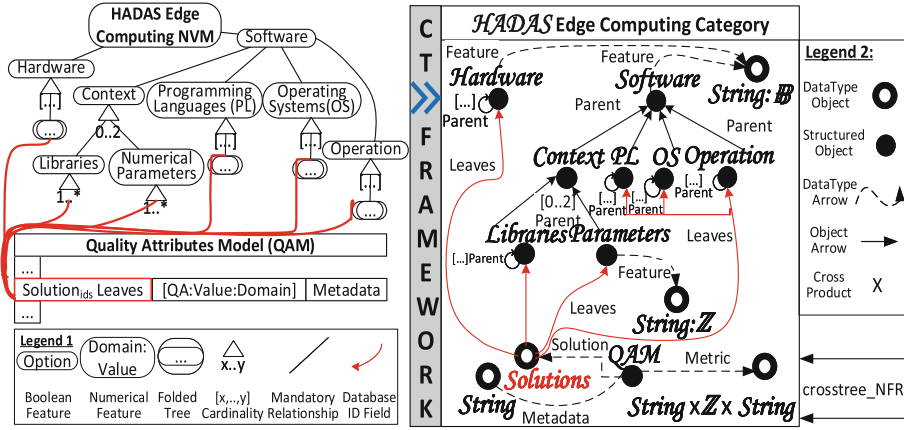 HADAS Edge
Computing NVM
Software
Hardware
[...]
...
Context
0..2
Programming
Languages (PL)
[...]
...
Operating
Systems(OS)
[...]
...
Operation
[...]
...
Libraries
1..*
Numerical
Parameters
1..*
Quality Attributes Model (QAM)
...
Solutionids Leaves
[QA:Value:Domain]
Metadata
...
Legend 1
Option
Domain:
Value
...
x..y
Boolean
Feature
Numerical
Feature
Folded
Tree
[x,..,y]
Cardinality
Mandatory
Relationship
Database
ID Field
CT FRAMEWORK
HADAS Edge Computing Category
Feature
Hardware
[...]
Parent
Feature
Software
String: 𝔹
Parent
Parent
Leaves
Context
PL
OS
Operation
[...]
Parent
[...]
Parent
[...]
Parent
[0..2]
Parent
Leaves
Libraries
Parameters
[...]Parent
Feature
Leaves
String:ℤ
Solution
QAM
Metric
Solutions
String
Metadata
String x ℤ x String
Legend 2:
DataType
Object
Structured
Object
DataType
Arrow
Object
Arrow
Cross
Product
X
crosstree_NFR